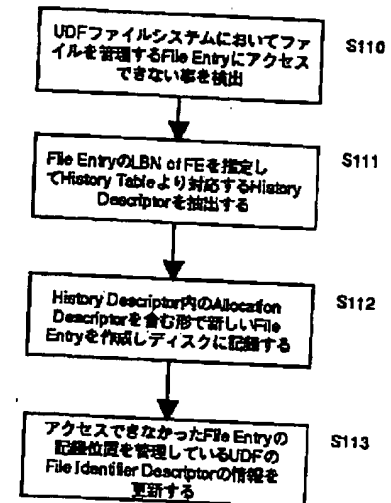 UDFファイルシステムにおいてファ
イルを管理するFile Entryにアクセス
できない事を検出
S110
File EntryのLBN of FEを指定し
てHistory Tableより対応するHistory
Descriptorを抽出する
S111
History Descriptor内のAllocation
Descriptorを含む形で新しいFile
Entryを作成しディスクに記録する
S112
アクセスできなかったFile Entryの
記録位置を管理しているUDFの
File Identifier Descriptorの情報を
更新する
S113